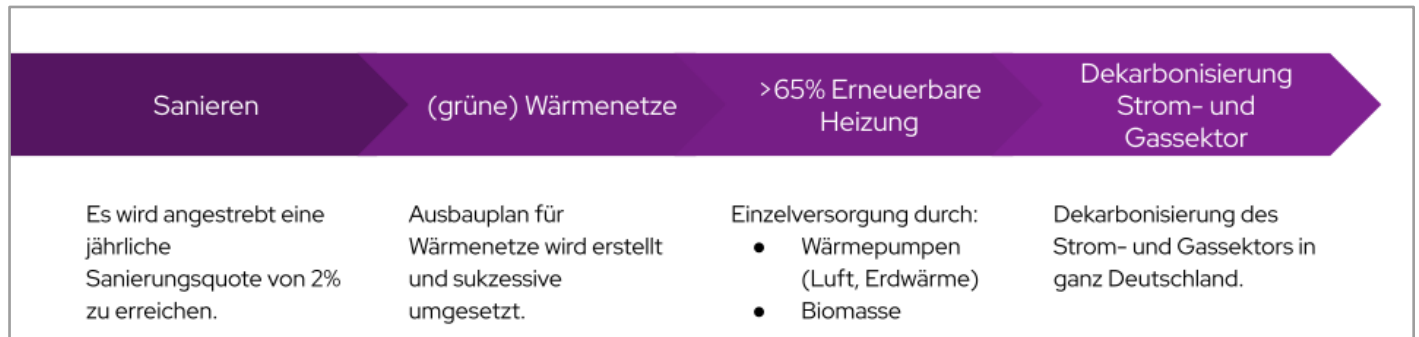 Sanieren
(grüne) Wärmenetze
>65% Erneuerbare
Heizung
Dekarbonisierung
Strom- und
Gassektor
Es wird angestrebt eine
jährliche
Sanierungsquote von 2%
zu erreichen.
Ausbauplan für
Wärmenetze wird erstellt
und sukzessive
umgesetzt.
Einzelversorgung durch:
● Wärmepumpen
(Luft, Erdwärme)
● Biomasse
Dekarbonisierung des
Strom- und Gassektors in
ganz Deutschland.